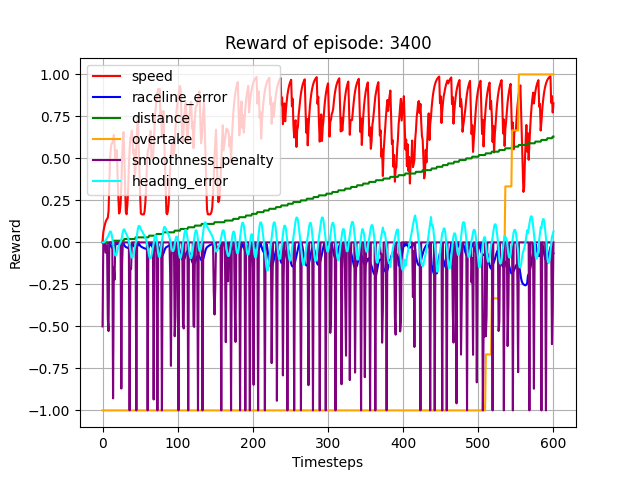 Reward of episode: 3400
1.00
0.75
0.50
0.25
0.00
−0.25
−0.50
−0.75
−1.00
Reward
speed
raceline_error
distance
overtake
smoothness_penalty
heading_error
0 100 200 300 400 500 600
Timesteps